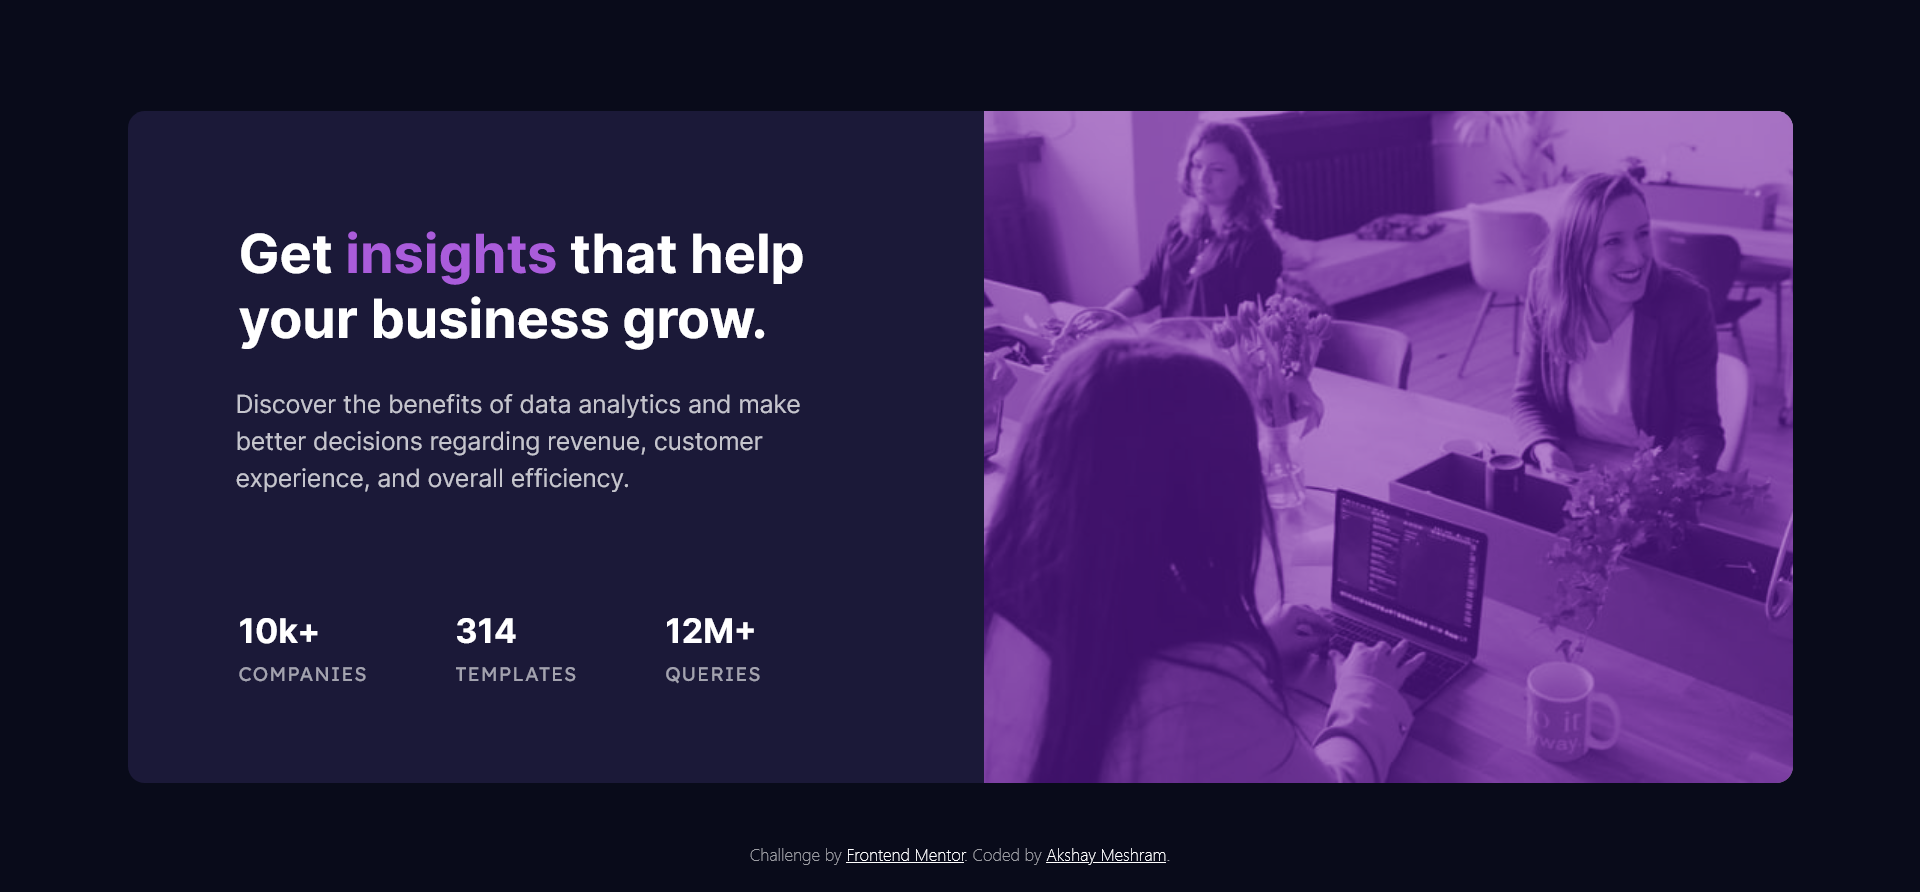 Get insights that help
your business grow.
Discover the benefits of data analytics and make
better decisions regarding revenue, customer
experience, and overall efficiency.
10k+ 314 12M+
COMPANIES TEMPLATES QUERIES
Challenge by Frontend Mentor. Coded by Akshay Meshram.